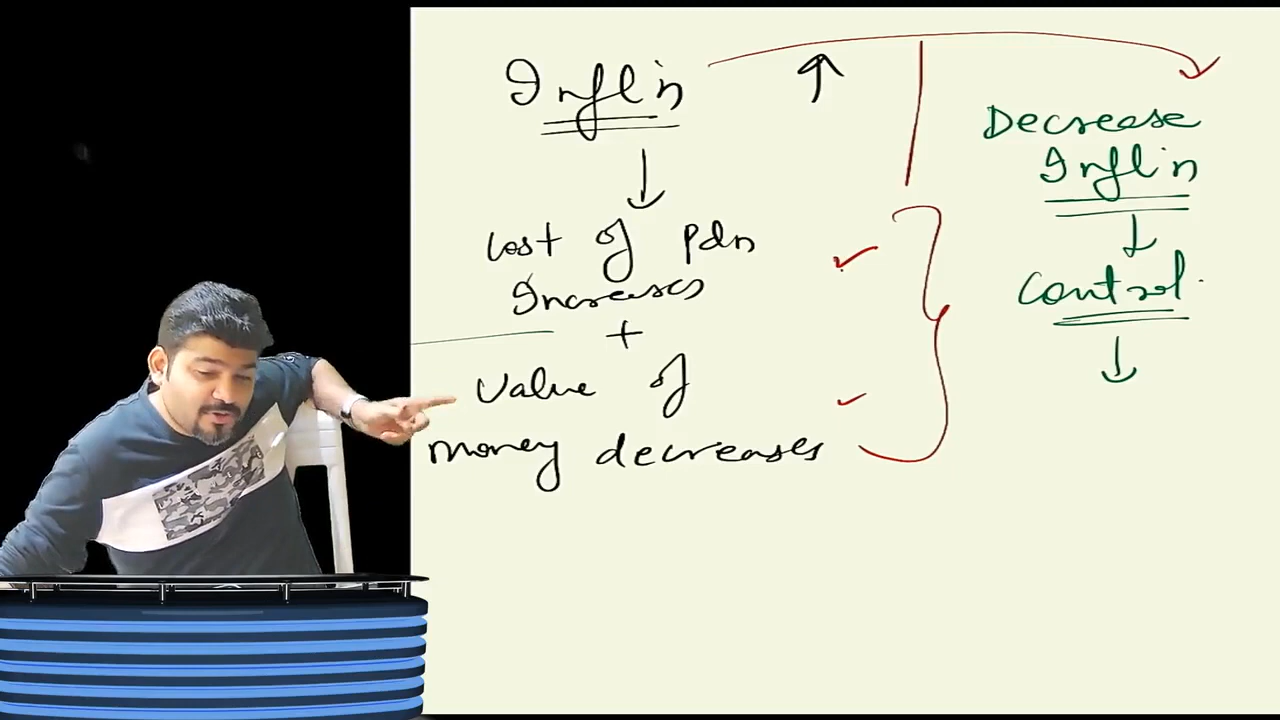 Infl'n
Cost of Pdn
Increases
+
Value of
money decreases
Decrease
Infl'n
Control.